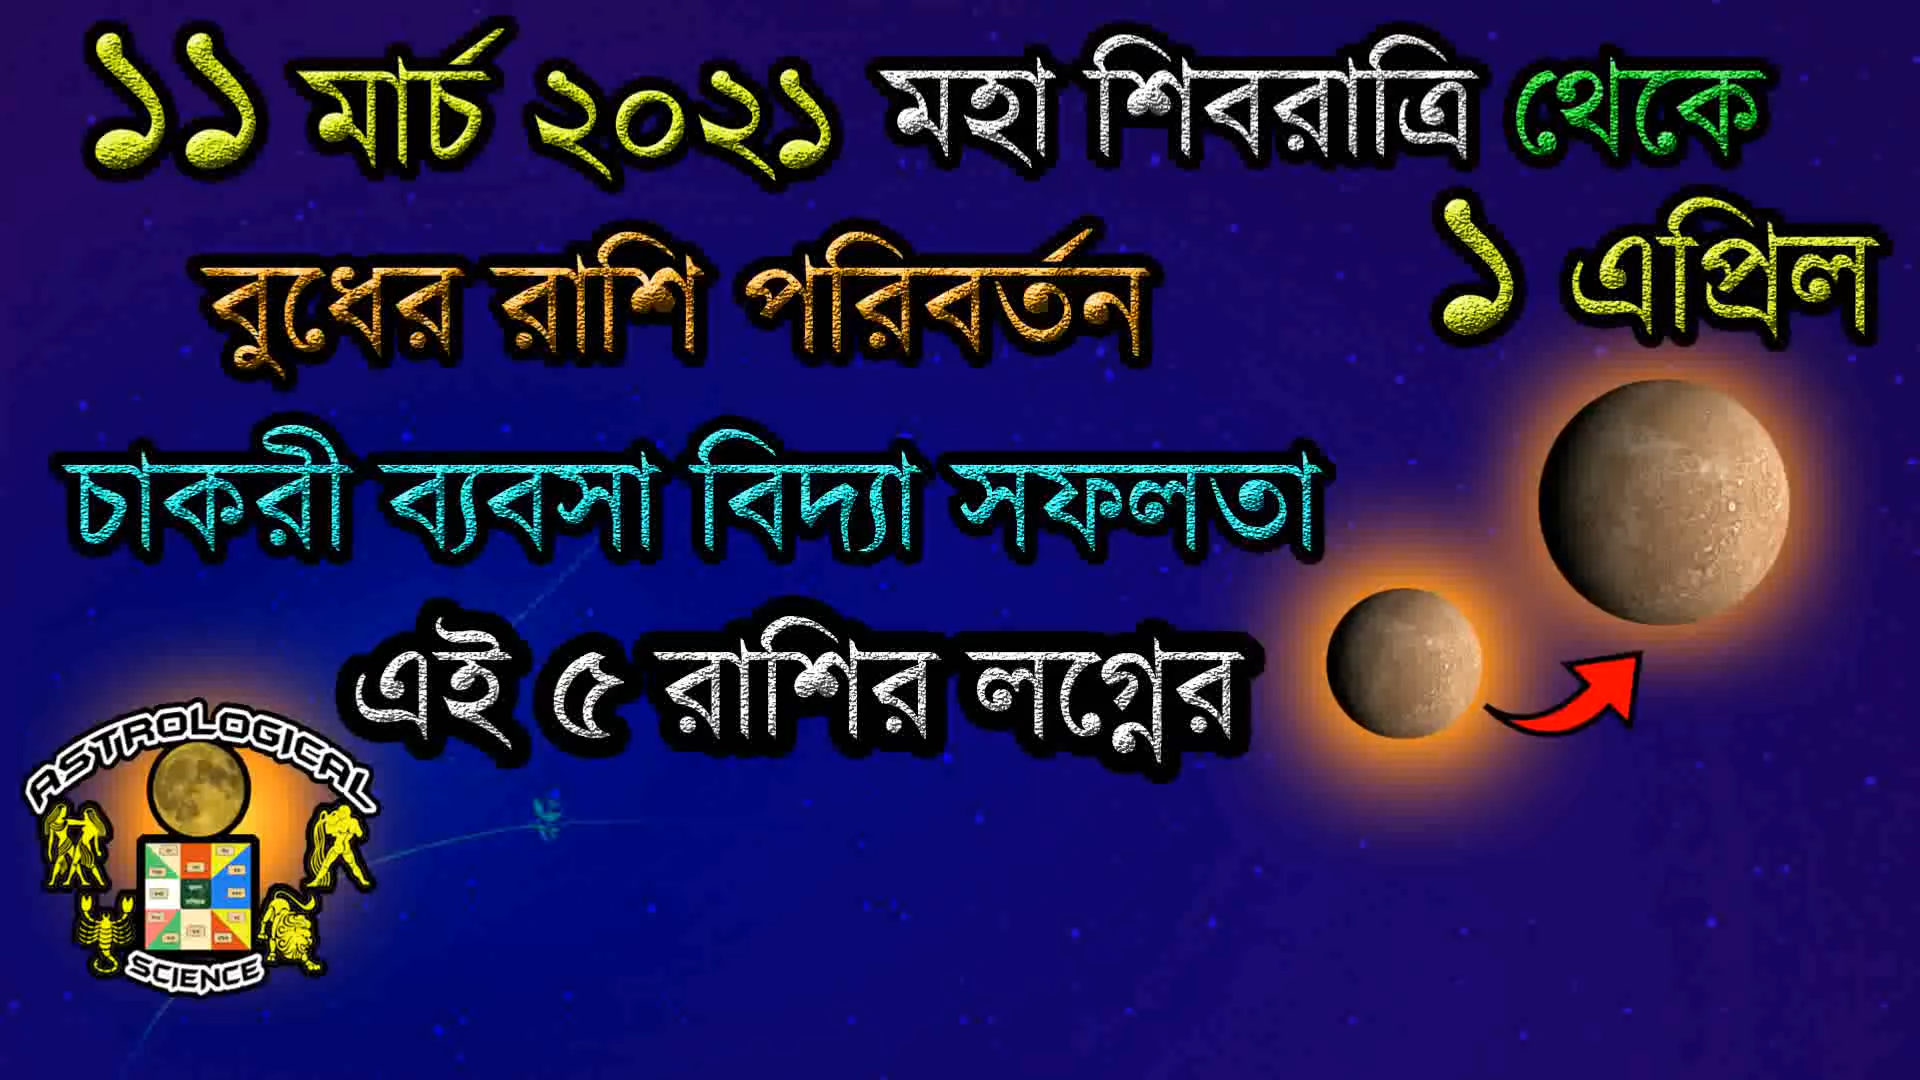 ১১ মার্চ ২০২১ মহা শিবরাত্রি থেকে
১ এপ্রিল
বুধের রাশি পরিবর্তন
চাকরী ব্যবসা বিদ্যা সফলতা
এই ৫ রাশির লগ্নের
ASTROLOGICAL
SCIENCE